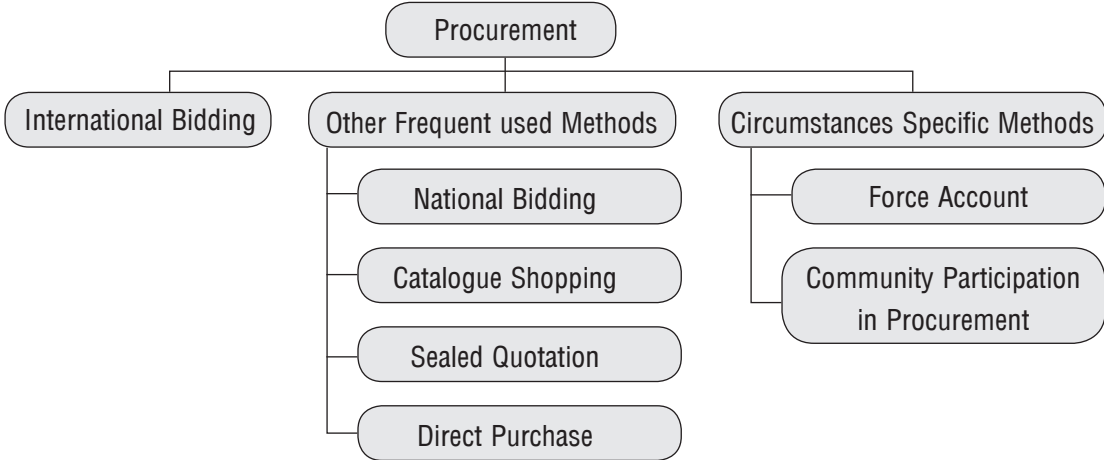 Procurement
International Bidding
Other Frequent used Methods
National Bidding
Catalogue Shopping
Sealed Quotation
Direct Purchase
Circumstances Specific Methods
Force Account
Community Participation
in Procurement